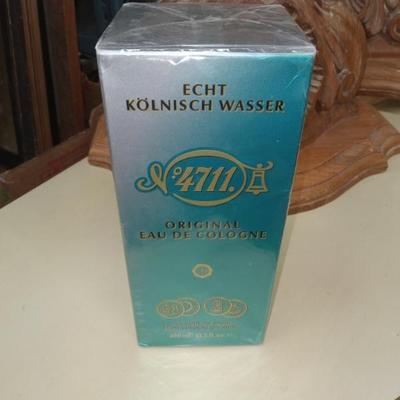 ECHT
KÖLNISCH WASSER
Nº 4711.
ORIGINAL
EAU DE COLOGNE